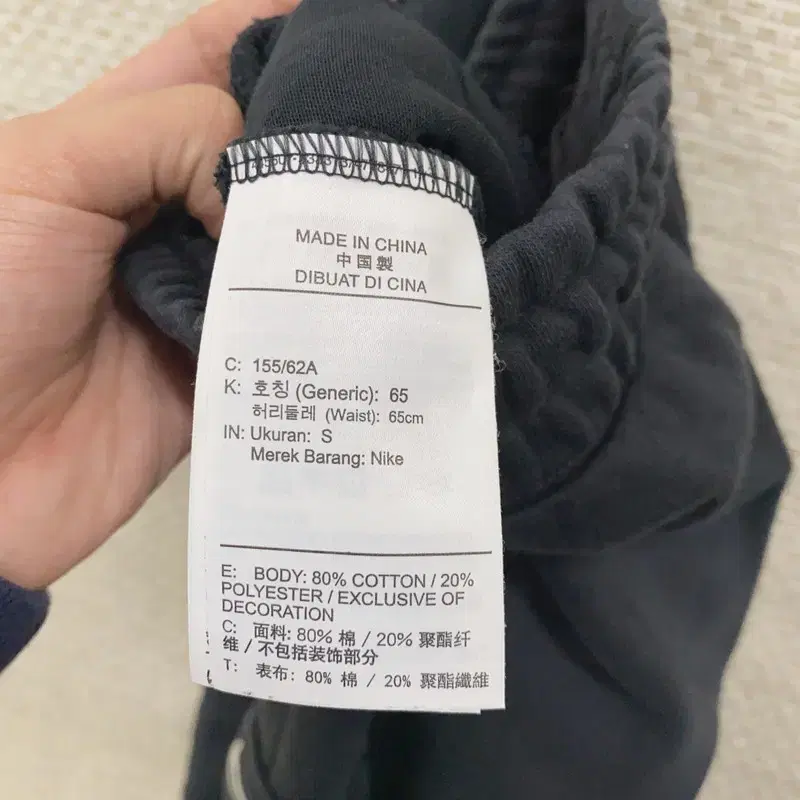 MADE IN CHINA
中国製
DIBUAT DI CINA
C: 155/62A
K: 호칭 (Generic): 65
허리둘레 (Waist): 65cm
IN: Ukuran: S
Merek Barang: Nike
E: BODY: 80% COTTON / 20%
POLYESTER / EXCLUSIVE OF
DECORATION
C: 面料: 80% 棉 / 20% 聚酯纤
维 / 不包括装饰部分
T: 表布: 80% 棉 / 20% 聚酯纖維